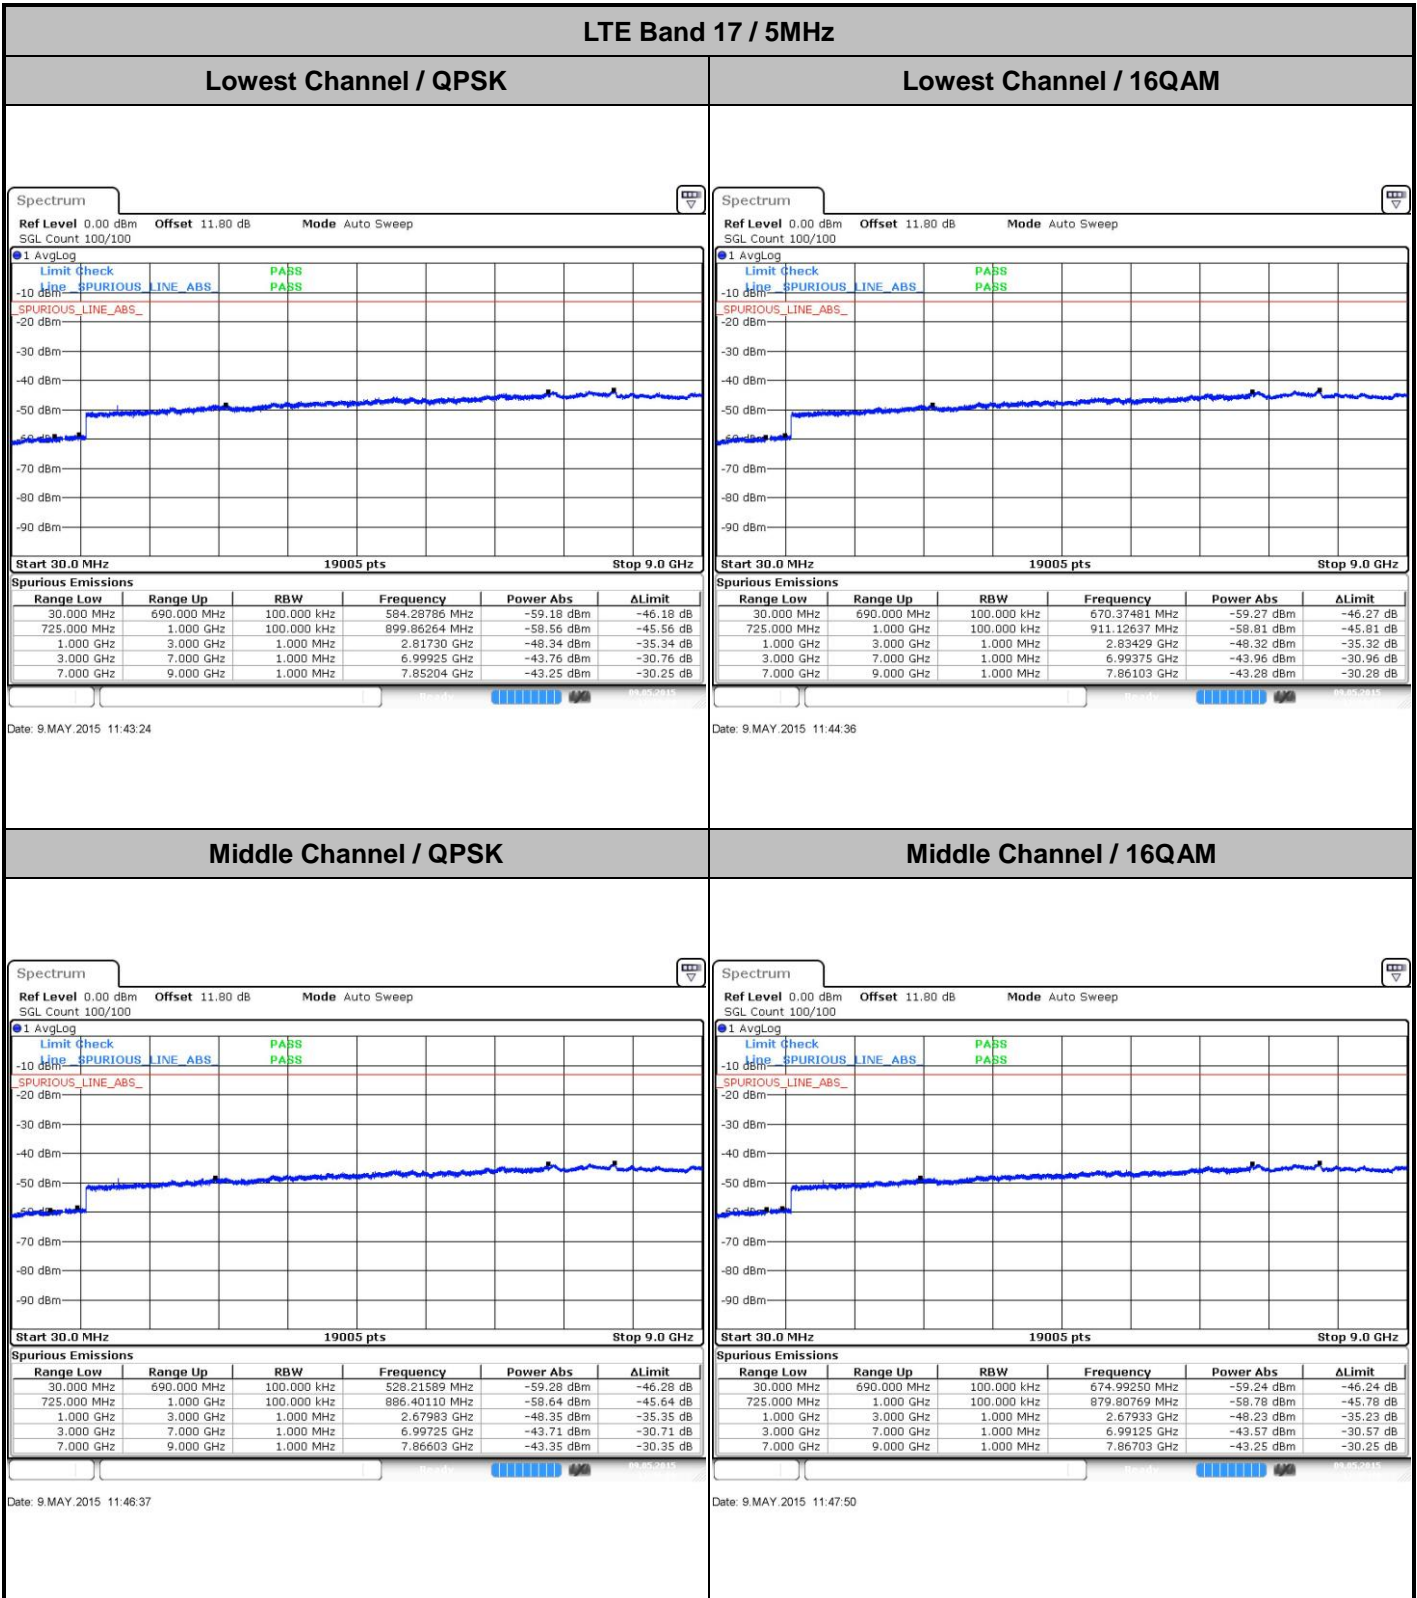 LTE Band 17 / 5MHz
Lowest Channel / QPSK
Lowest Channel / 16QAM
Spectrum
Ref Level 0.00 dBm Offset 11.80 dB Mode Auto Sweep
SGL Count 100/100
1 AvgLog
Limit Check PASS
Line _SPURIOUS_LINE_ABS_ PASS
-10 dBm
_SPURIOUS_LINE_ABS_
-20 dBm
-30 dBm
-40 dBm
-50 dBm
-60 dBm
-70 dBm
-80 dBm
-90 dBm
Start 30.0 MHz 19005 pts Stop 9.0 GHz
Spurious Emissions
Range Low Range Up RBW Frequency Power Abs ΔLimit
30.000 MHz 690.000 MHz 100.000 kHz 584.28786 MHz -59.18 dBm -46.18 dB
725.000 MHz 1.000 GHz 100.000 kHz 899.86264 MHz -58.56 dBm -45.56 dB
1.000 GHz 3.000 GHz 1.000 MHz 2.81730 GHz -48.34 dBm -35.34 dB
3.000 GHz 7.000 GHz 1.000 MHz 6.99925 GHz -43.76 dBm -30.76 dB
7.000 GHz 9.000 GHz 1.000 MHz 7.85204 GHz -43.25 dBm -30.25 dB
Ready 09.05.2015
Date: 9.MAY.2015 11:43:24
Spectrum
Ref Level 0.00 dBm Offset 11.80 dB Mode Auto Sweep
SGL Count 100/100
1 AvgLog
Limit Check PASS
Line _SPURIOUS_LINE_ABS_ PASS
-10 dBm
_SPURIOUS_LINE_ABS_
-20 dBm
-30 dBm
-40 dBm
-50 dBm
-60 dBm
-70 dBm
-80 dBm
-90 dBm
Start 30.0 MHz 19005 pts Stop 9.0 GHz
Spurious Emissions
Range Low Range Up RBW Frequency Power Abs ΔLimit
30.000 MHz 690.000 MHz 100.000 kHz 670.37481 MHz -59.27 dBm -46.27 dB
725.000 MHz 1.000 GHz 100.000 kHz 911.12637 MHz -58.81 dBm -45.81 dB
1.000 GHz 3.000 GHz 1.000 MHz 2.83429 GHz -48.32 dBm -35.32 dB
3.000 GHz 7.000 GHz 1.000 MHz 6.99375 GHz -43.96 dBm -30.96 dB
7.000 GHz 9.000 GHz 1.000 MHz 7.86103 GHz -43.28 dBm -30.28 dB
Ready 09.05.2015
Date: 9.MAY.2015 11:44:36
Middle Channel / QPSK
Middle Channel / 16QAM
Spectrum
Ref Level 0.00 dBm Offset 11.80 dB Mode Auto Sweep
SGL Count 100/100
1 AvgLog
Limit Check PASS
Line _SPURIOUS_LINE_ABS_ PASS
-10 dBm
_SPURIOUS_LINE_ABS_
-20 dBm
-30 dBm
-40 dBm
-50 dBm
-60 dBm
-70 dBm
-80 dBm
-90 dBm
Start 30.0 MHz 19005 pts Stop 9.0 GHz
Spurious Emissions
Range Low Range Up RBW Frequency Power Abs ΔLimit
30.000 MHz 690.000 MHz 100.000 kHz 528.21589 MHz -59.28 dBm -46.28 dB
725.000 MHz 1.000 GHz 100.000 kHz 886.40110 MHz -58.64 dBm -45.64 dB
1.000 GHz 3.000 GHz 1.000 MHz 2.67983 GHz -48.35 dBm -35.35 dB
3.000 GHz 7.000 GHz 1.000 MHz 6.99725 GHz -43.71 dBm -30.71 dB
7.000 GHz 9.000 GHz 1.000 MHz 7.86603 GHz -43.35 dBm -30.35 dB
Ready 09.05.2015
Date: 9.MAY.2015 11:46:37
Spectrum
Ref Level 0.00 dBm Offset 11.80 dB Mode Auto Sweep
SGL Count 100/100
1 AvgLog
Limit Check PASS
Line _SPURIOUS_LINE_ABS_ PASS
-10 dBm
_SPURIOUS_LINE_ABS_
-20 dBm
-30 dBm
-40 dBm
-50 dBm
-60 dBm
-70 dBm
-80 dBm
-90 dBm
Start 30.0 MHz 19005 pts Stop 9.0 GHz
Spurious Emissions
Range Low Range Up RBW Frequency Power Abs ΔLimit
30.000 MHz 690.000 MHz 100.000 kHz 674.99250 MHz -59.24 dBm -46.24 dB
725.000 MHz 1.000 GHz 100.000 kHz 879.80769 MHz -58.78 dBm -45.78 dB
1.000 GHz 3.000 GHz 1.000 MHz 2.67933 GHz -48.23 dBm -35.23 dB
3.000 GHz 7.000 GHz 1.000 MHz 6.99125 GHz -43.57 dBm -30.57 dB
7.000 GHz 9.000 GHz 1.000 MHz 7.86703 GHz -43.25 dBm -30.25 dB
Ready 09.05.2015
Date: 9.MAY.2015 11:47:50